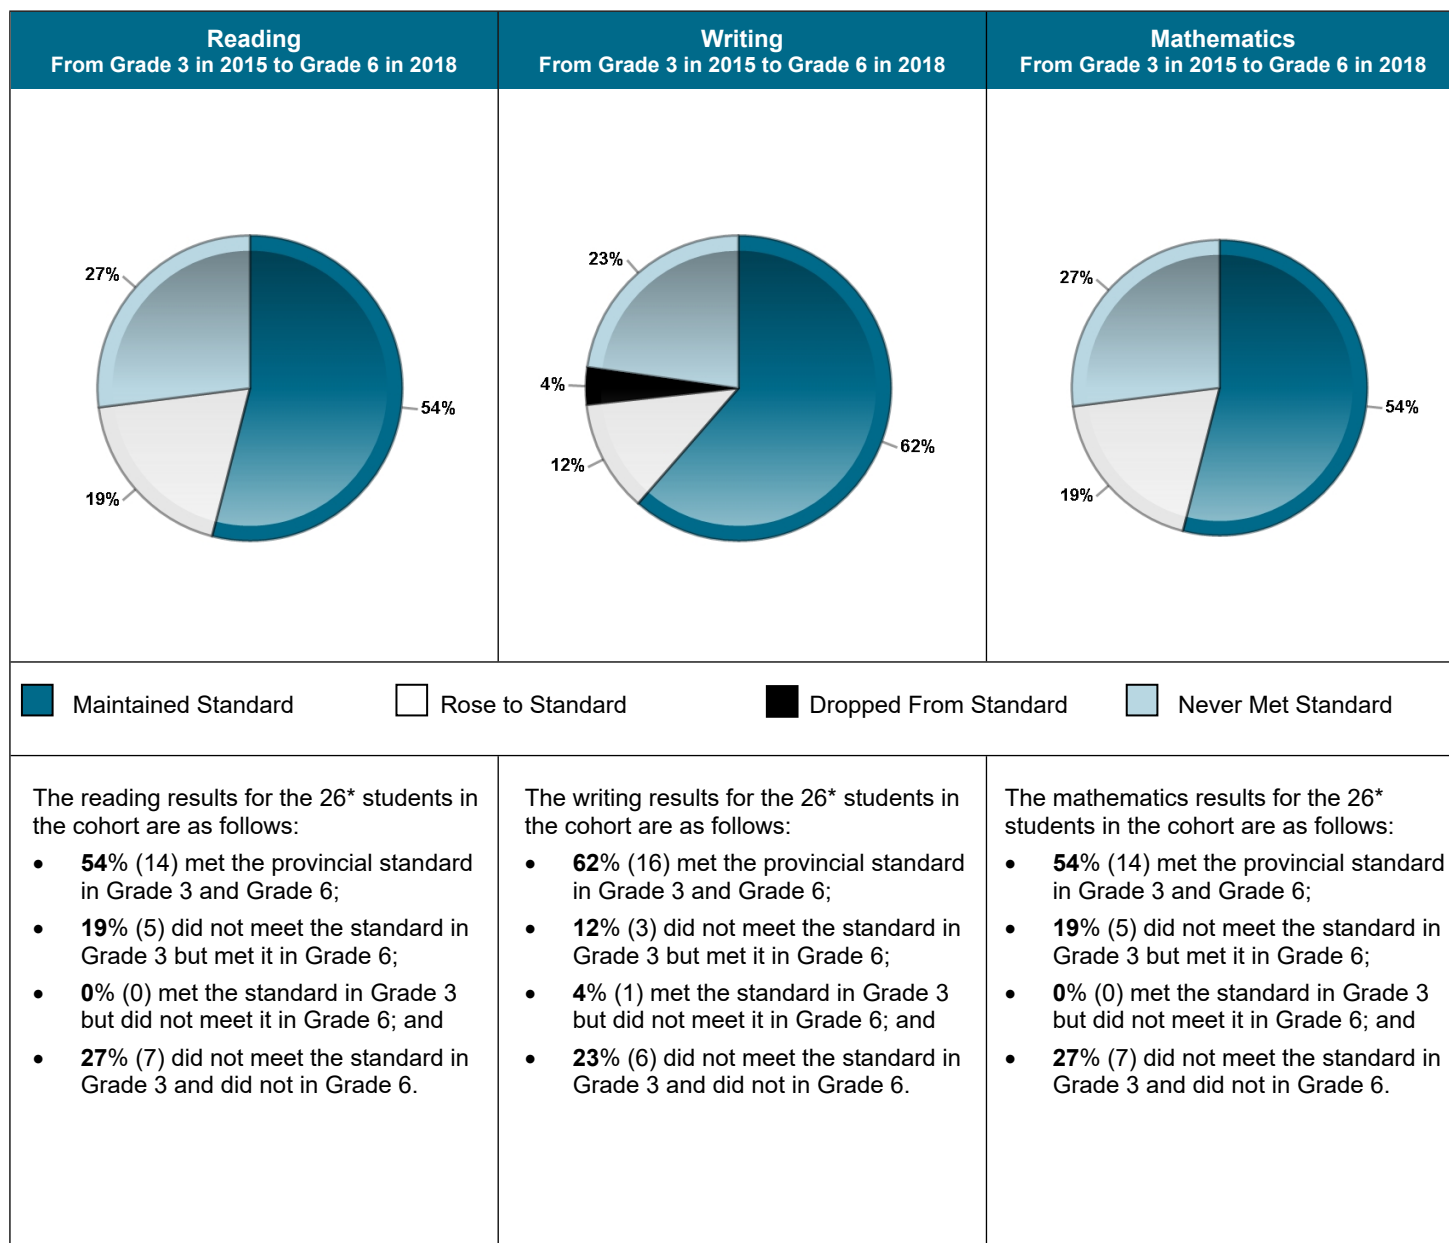 Reading
From Grade 3 in 2015 to Grade 6 in 2018
Writing
From Grade 3 in 2015 to Grade 6 in 2018
Mathematics
From Grade 3 in 2015 to Grade 6 in 2018
27%
54%
19%
23%
4%
12%
62%
27%
54%
19%
Maintained Standard
Rose to Standard
Dropped From Standard
Never Met Standard
The reading results for the 26* students in
the cohort are as follows:
• 54% (14) met the provincial standard
in Grade 3 and Grade 6;
• 19% (5) did not meet the standard in
Grade 3 but met it in Grade 6;
• 0% (0) met the standard in Grade 3
but did not meet it in Grade 6; and
• 27% (7) did not meet the standard in
Grade 3 and did not in Grade 6.
The writing results for the 26* students in
the cohort are as follows:
• 62% (16) met the provincial standard
in Grade 3 and Grade 6;
• 12% (3) did not meet the standard in
Grade 3 but met it in Grade 6;
• 4% (1) met the standard in Grade 3
but did not meet it in Grade 6; and
• 23% (6) did not meet the standard in
Grade 3 and did not in Grade 6.
The mathematics results for the 26*
students in the cohort are as follows:
• 54% (14) met the provincial standard
in Grade 3 and Grade 6;
• 19% (5) did not meet the standard in
Grade 3 but met it in Grade 6;
• 0% (0) met the standard in Grade 3
but did not meet it in Grade 6; and
• 27% (7) did not meet the standard in
Grade 3 and did not in Grade 6.